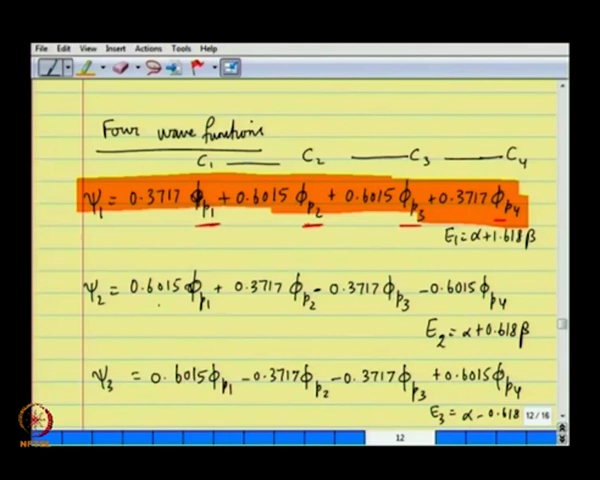 File Edit View Insert Actions Tools Help
Four wave functions
C₁ — C₂ — C₃ — C₄
Ψ₁ = 0.3717 ϕp₁ + 0.6015 ϕp₂ + 0.6015 ϕp₃ + 0.3717 ϕp₄
E₁ = α + 1.618 β
Ψ₂ = 0.6015 ϕp₁ + 0.3717 ϕp₂ - 0.3717 ϕp₃ - 0.6015 ϕp₄
E₂ = α + 0.618 β
Ψ₃ = 0.6015 ϕp₁ - 0.3717 ϕp₂ - 0.3717 ϕp₃ + 0.6015 ϕp₄
E₃ = α - 0.618
12/16
12
NPTEL